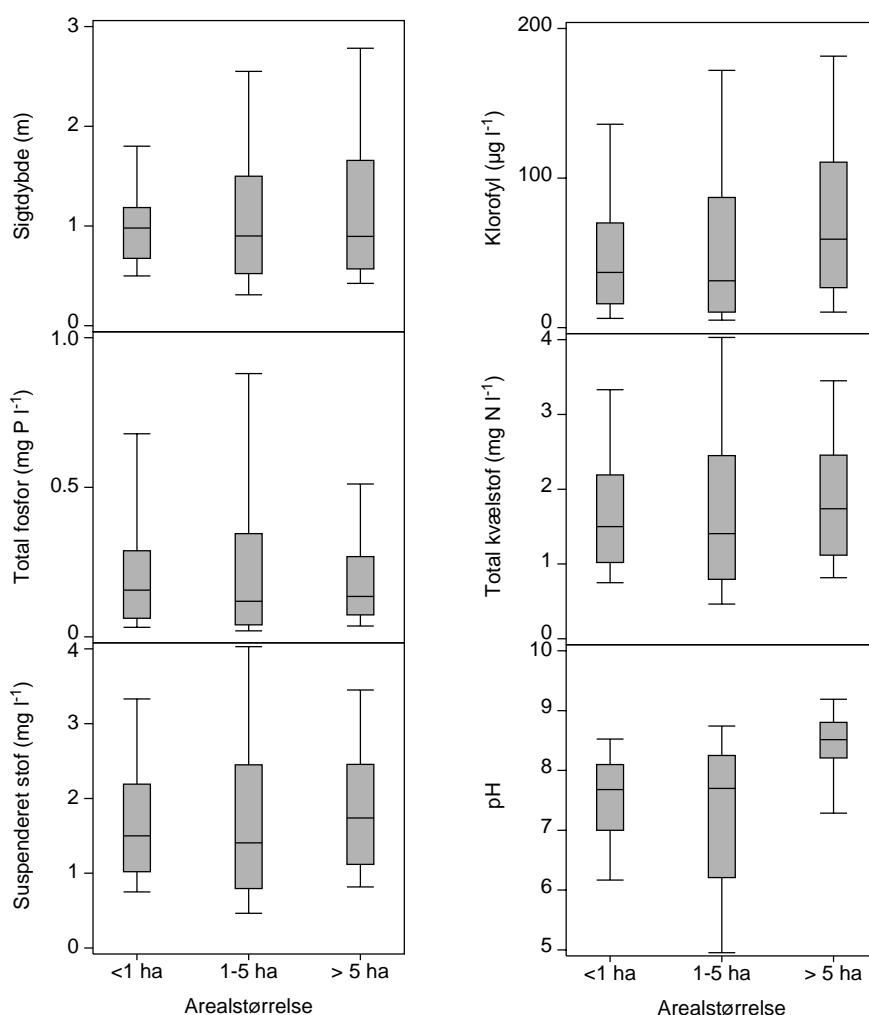 Sigtdybde (m)
3
2
1
0
Total fosfor (mg P l-1)
1.0
0.5
0
Suspenderet stof (mg l-1)
4
3
2
1
0
<1 ha
1-5 ha
> 5 ha
Arealstørrelse
Klorofyl (µg l-1)
200
100
0
Total kvælstof (mg N l-1)
4
3
2
1
0
pH
10
9
8
7
6
5
<1 ha
1-5 ha
> 5 ha
Arealstørrelse